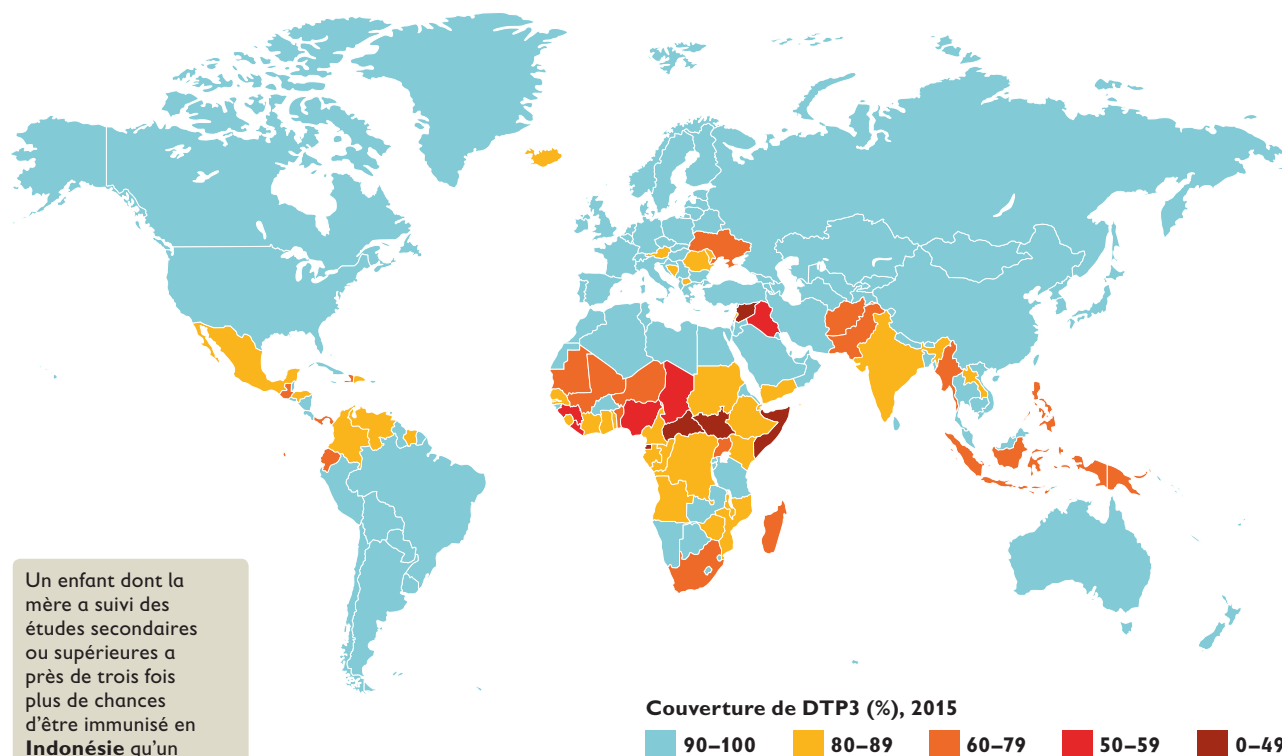 Un enfant dont la
mère a suivi des
études secondaires
ou supérieures a
près de trois fois
plus de chances
d'être immunisé en
Indonésie qu'un
Couverture de DTP3 (%), 2015
90–100 80–89 60–79 50–59 0–49